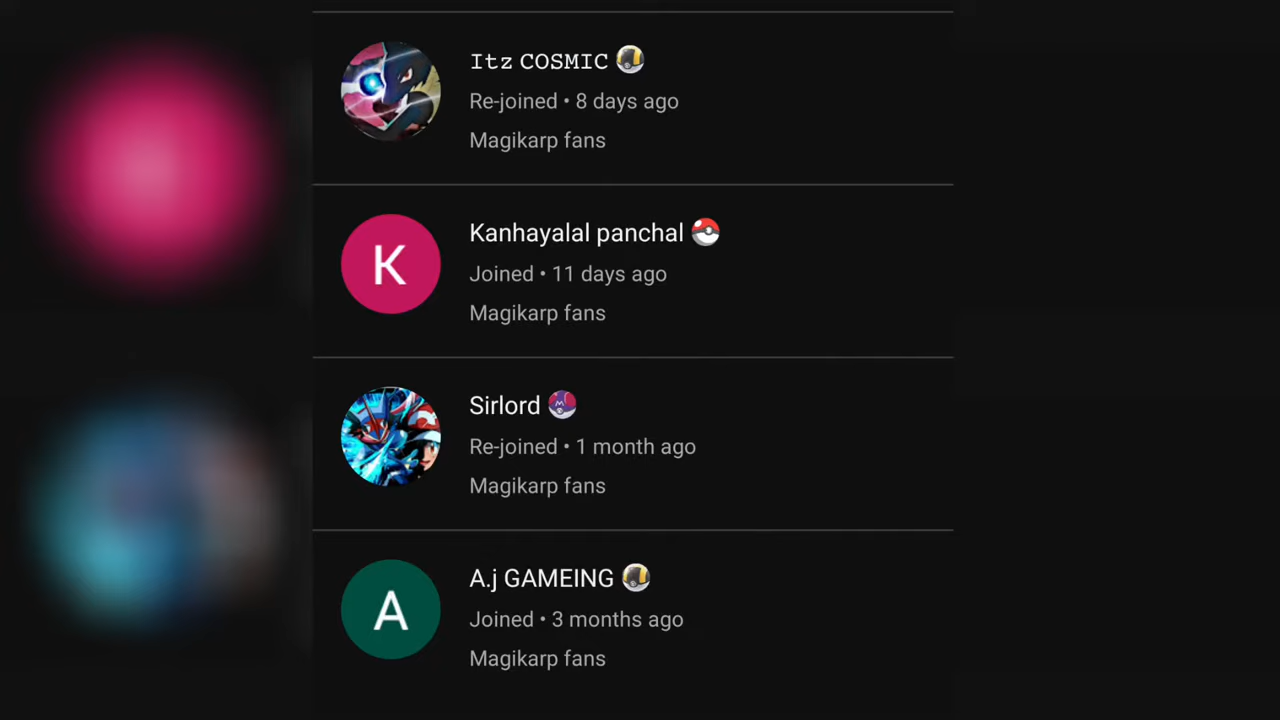 Itz COSMIC
Re-joined • 8 days ago
Magikarp fans
K
Kanhayalal panchal
Joined • 11 days ago
Magikarp fans
Sirlord
Re-joined • 1 month ago
Magikarp fans
A
A.j GAMEING
Joined • 3 months ago
Magikarp fans